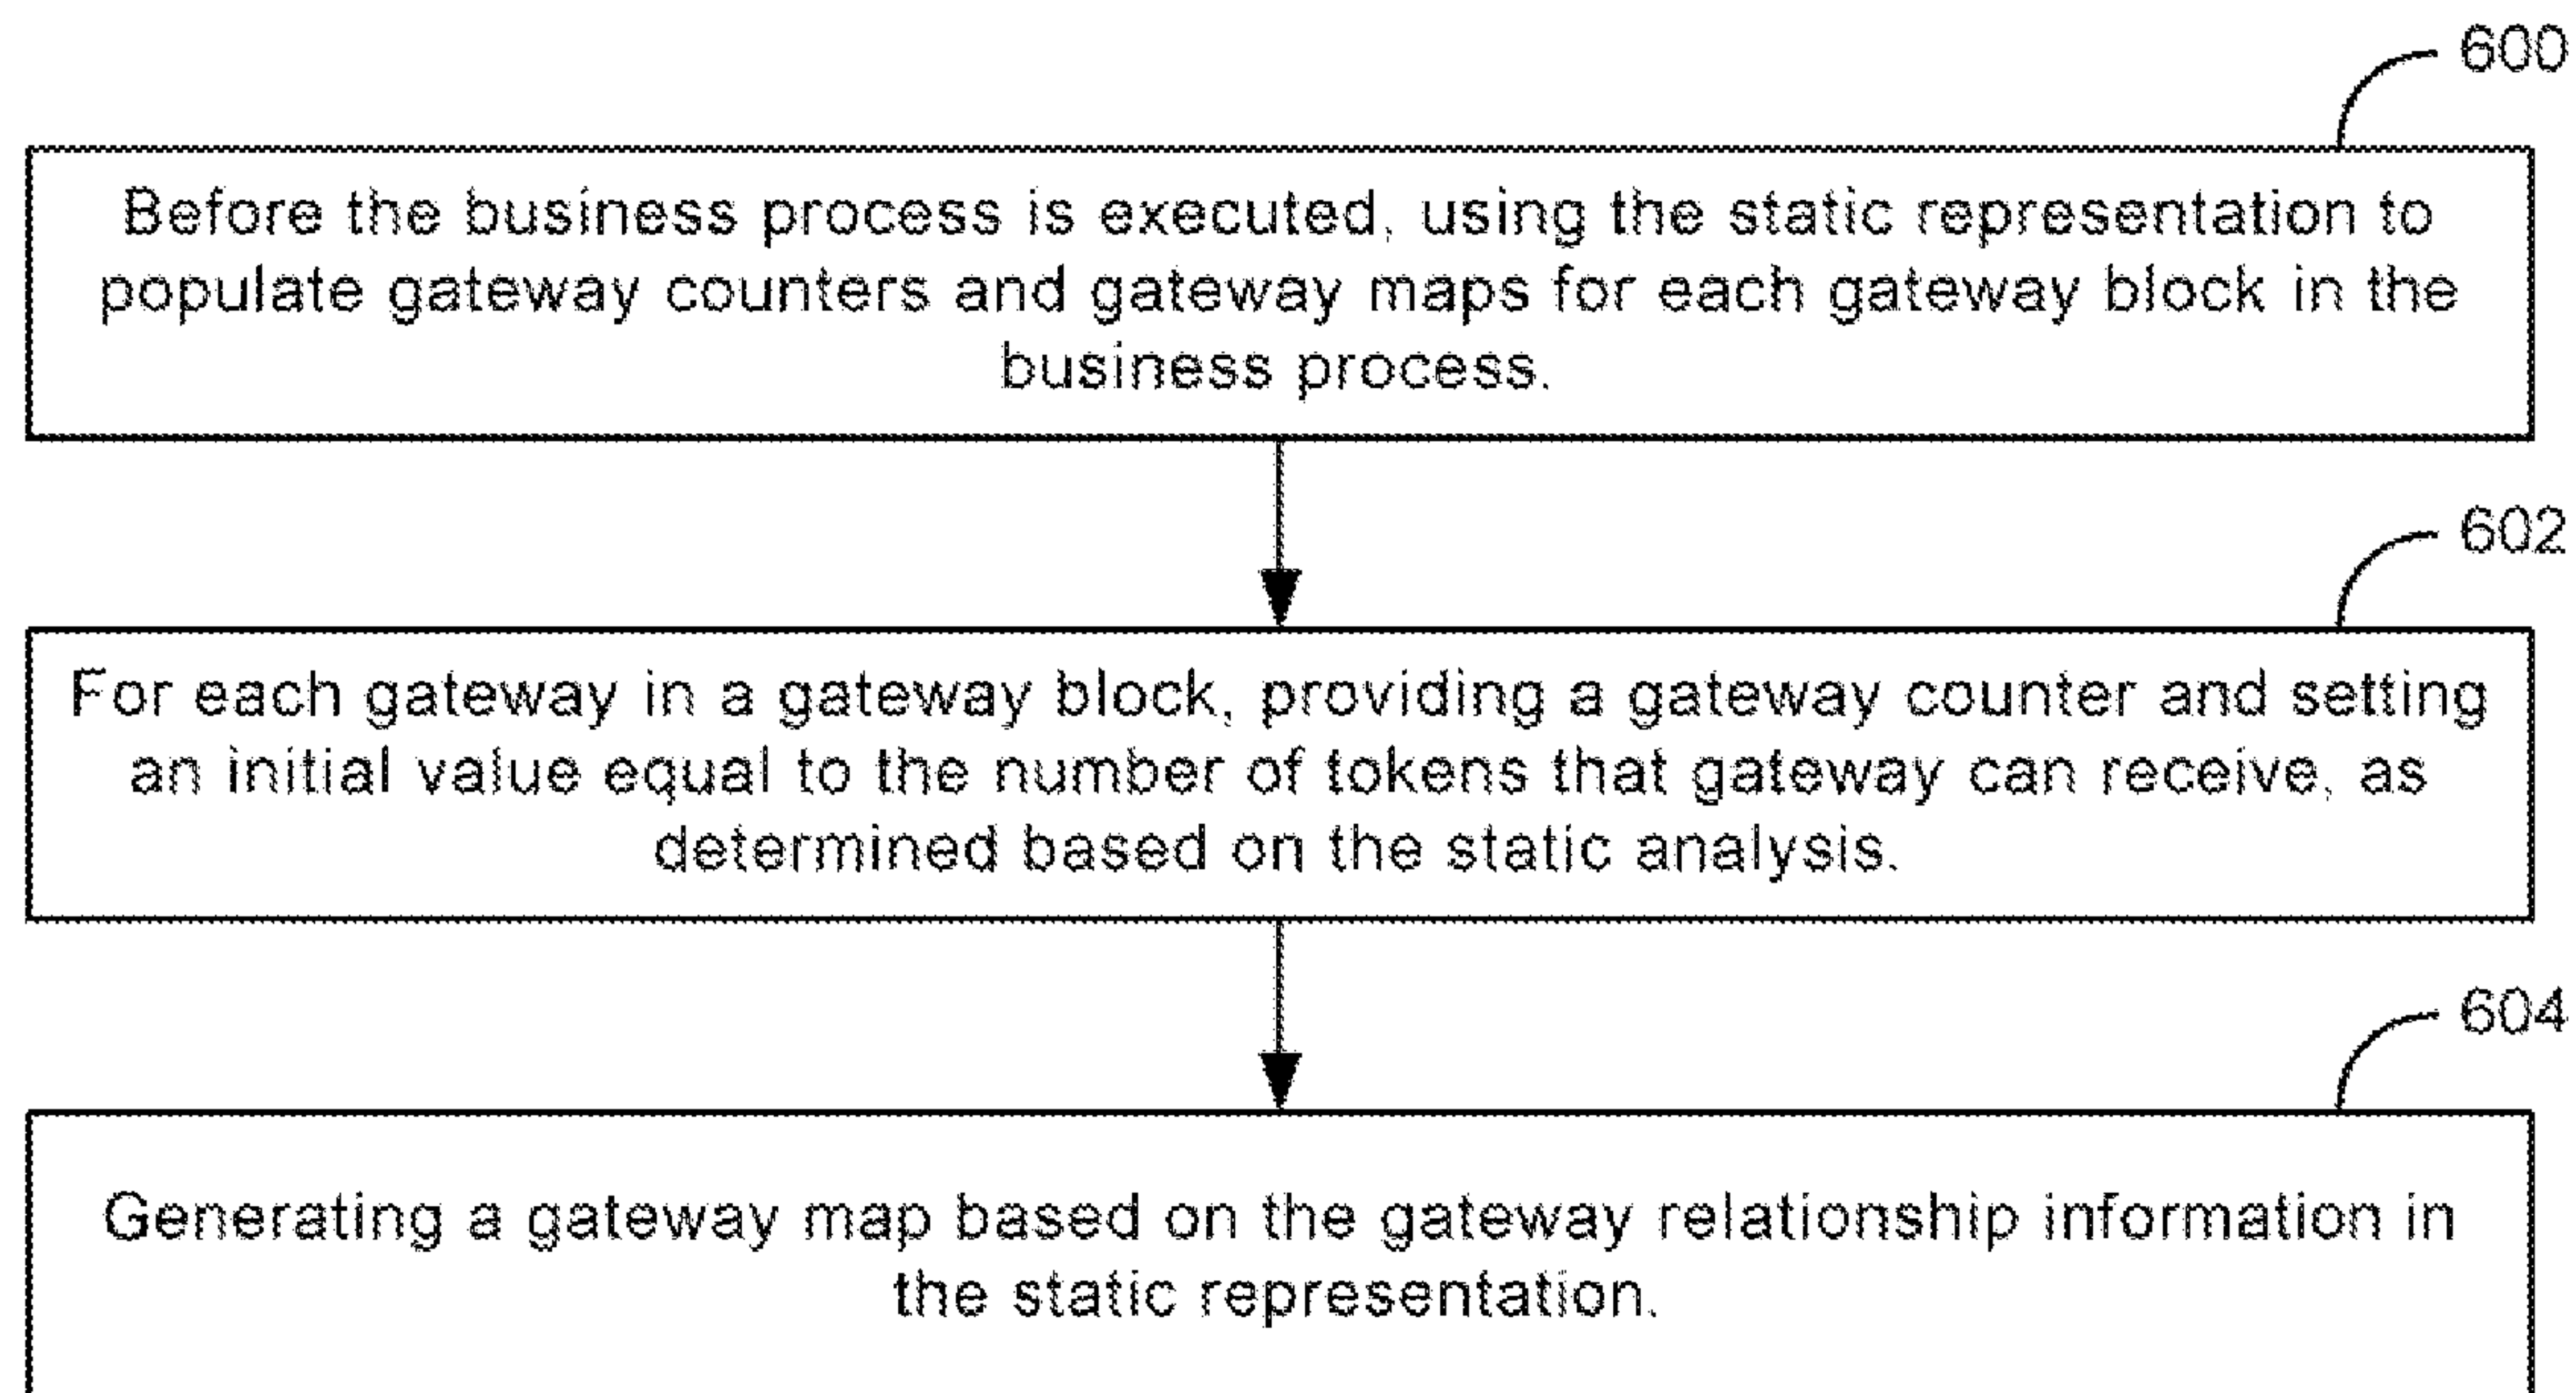 600
Before the business process is executed, using the static representation to
populate gateway counters and gateway maps for each gateway block in the
business process.
602
For each gateway in a gateway block, providing a gateway counter and setting
an initial value equal to the number of tokens that gateway can receive, as
determined based on the static analysis.
604
Generating a gateway map based on the gateway relationship information in
the static representation.